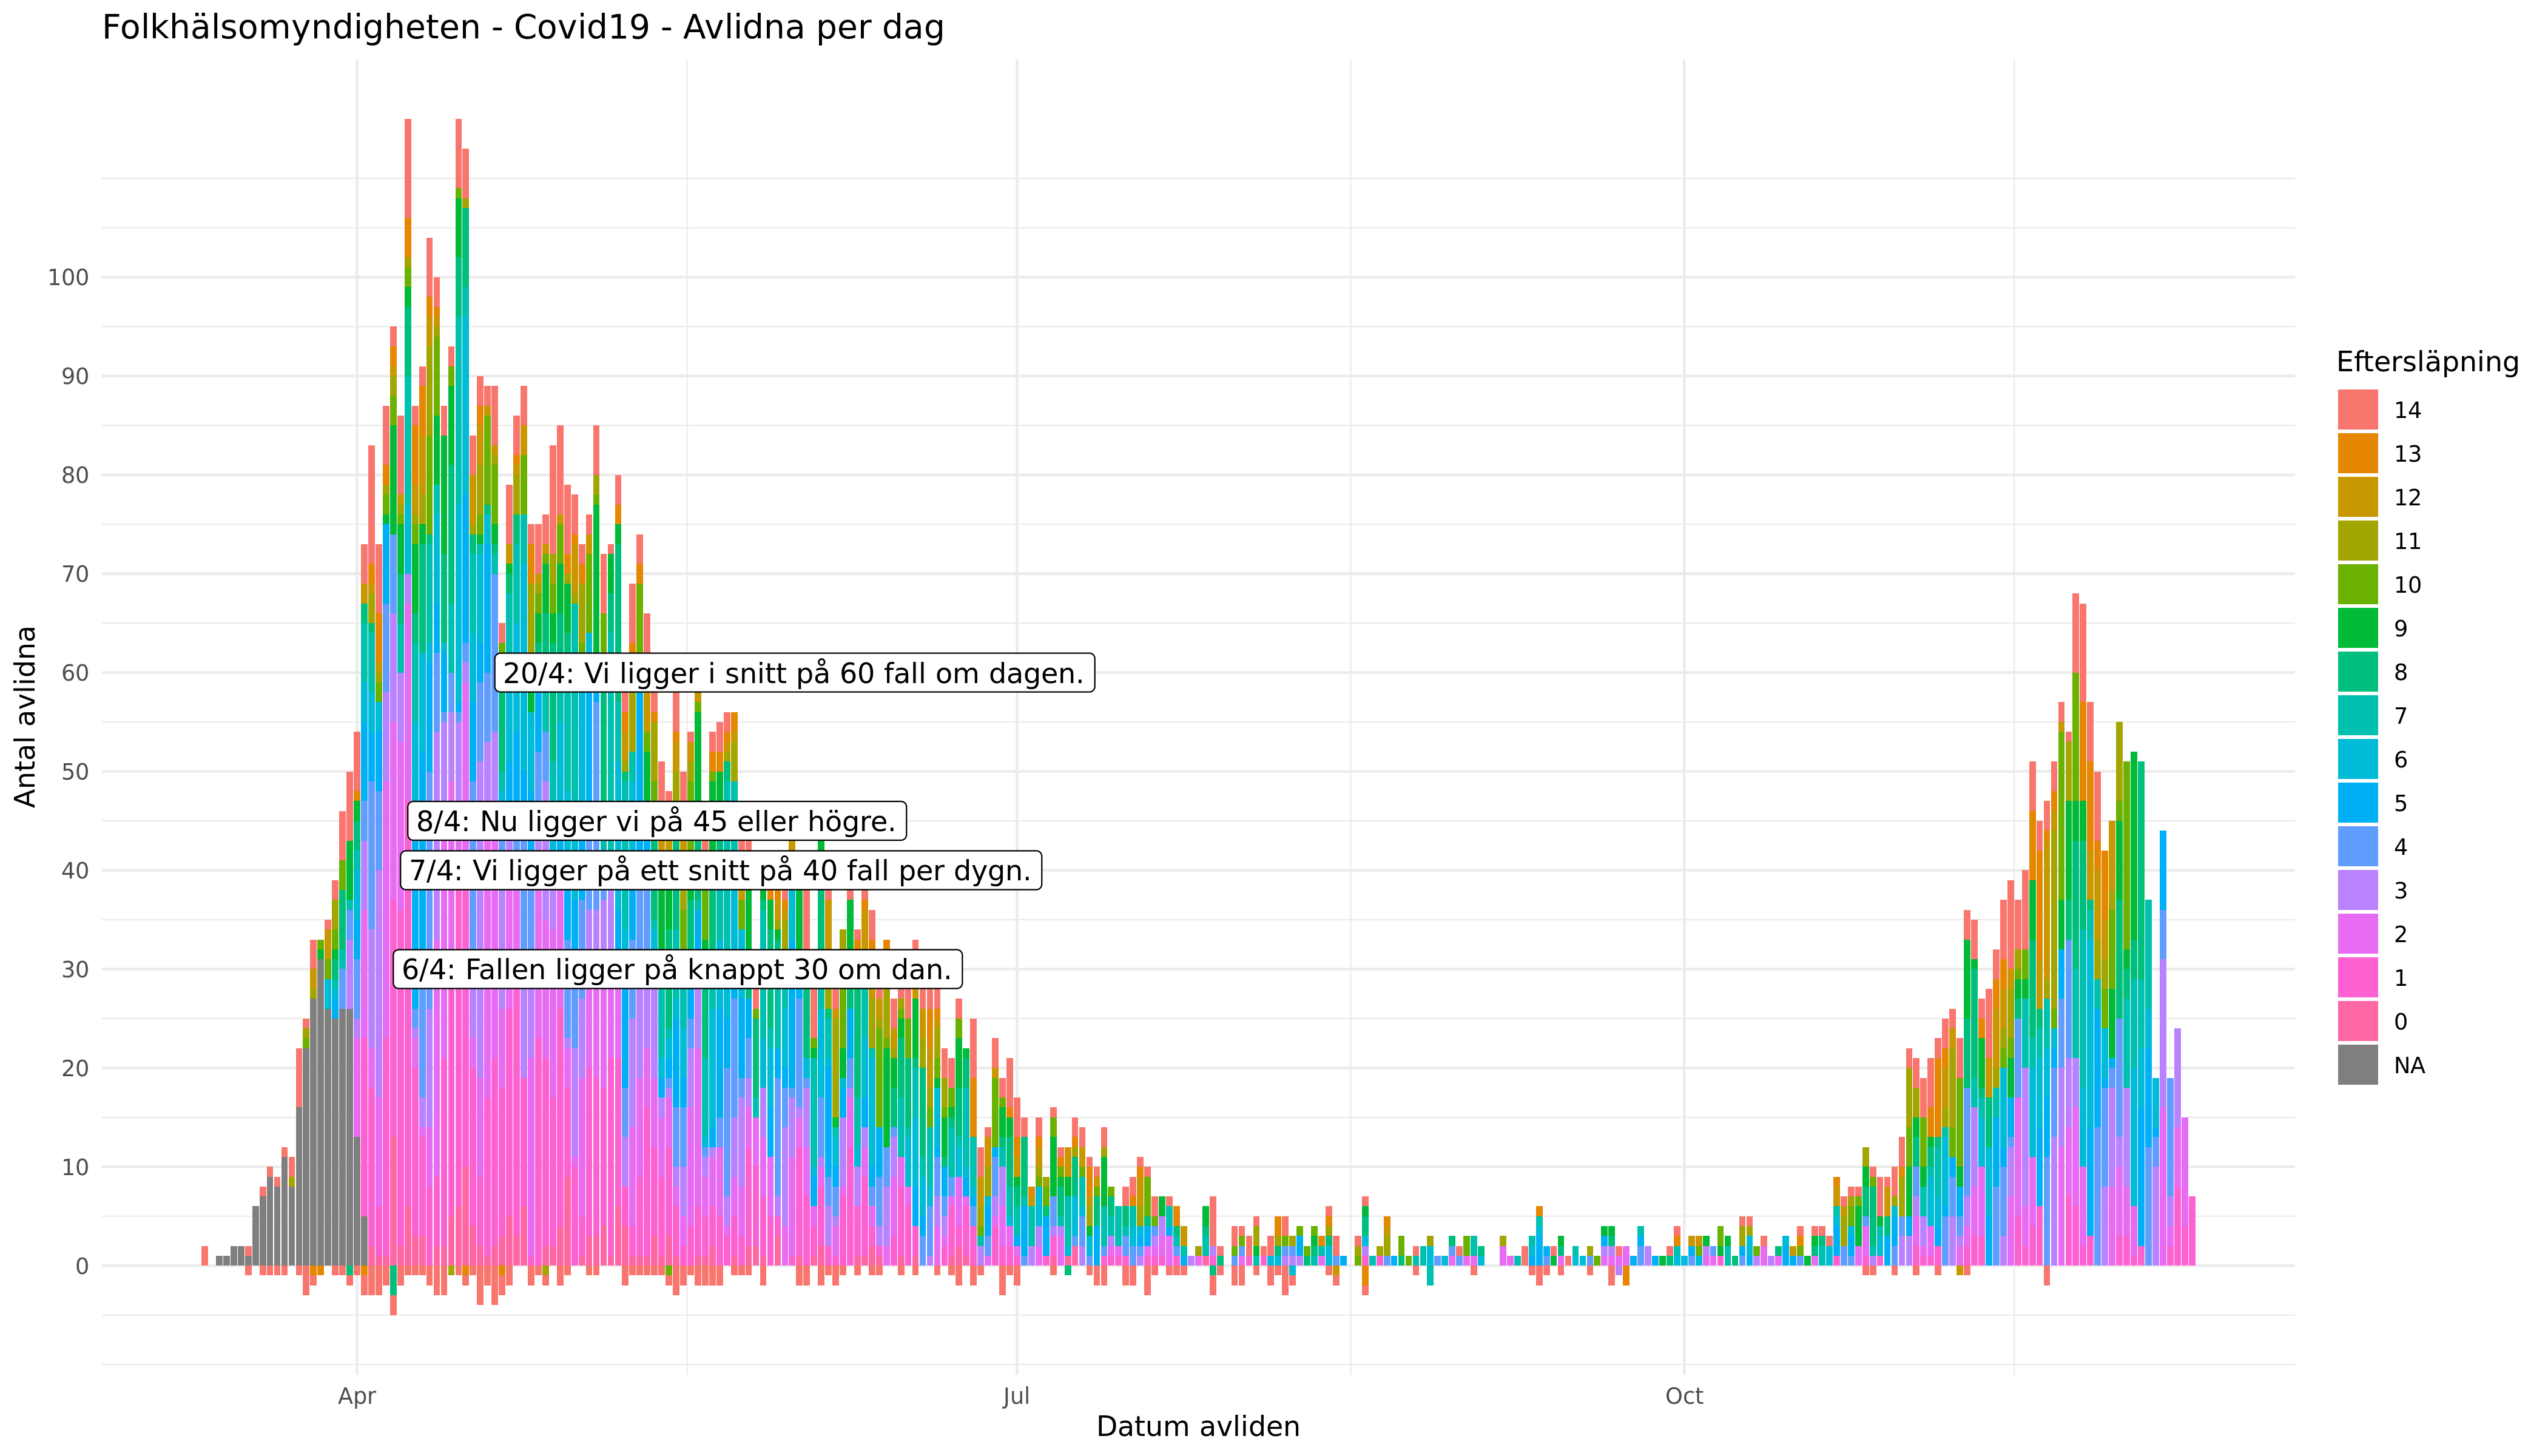 Folkhälsomyndigheten - Covid19 - Avlidna per dag
Antal avlidna
100
90
80
70
60
50
40
30
20
10
0
20/4: Vi ligger i snitt på 60 fall om dagen.
8/4: Nu ligger vi på 45 eller högre.
7/4: Vi ligger på ett snitt på 40 fall per dygn.
6/4: Fallen ligger på knappt 30 om dan.
Apr
Jul
Oct
Datum avliden
Eftersläpning
14
13
12
11
10
9
8
7
6
5
4
3
2
1
0
NA